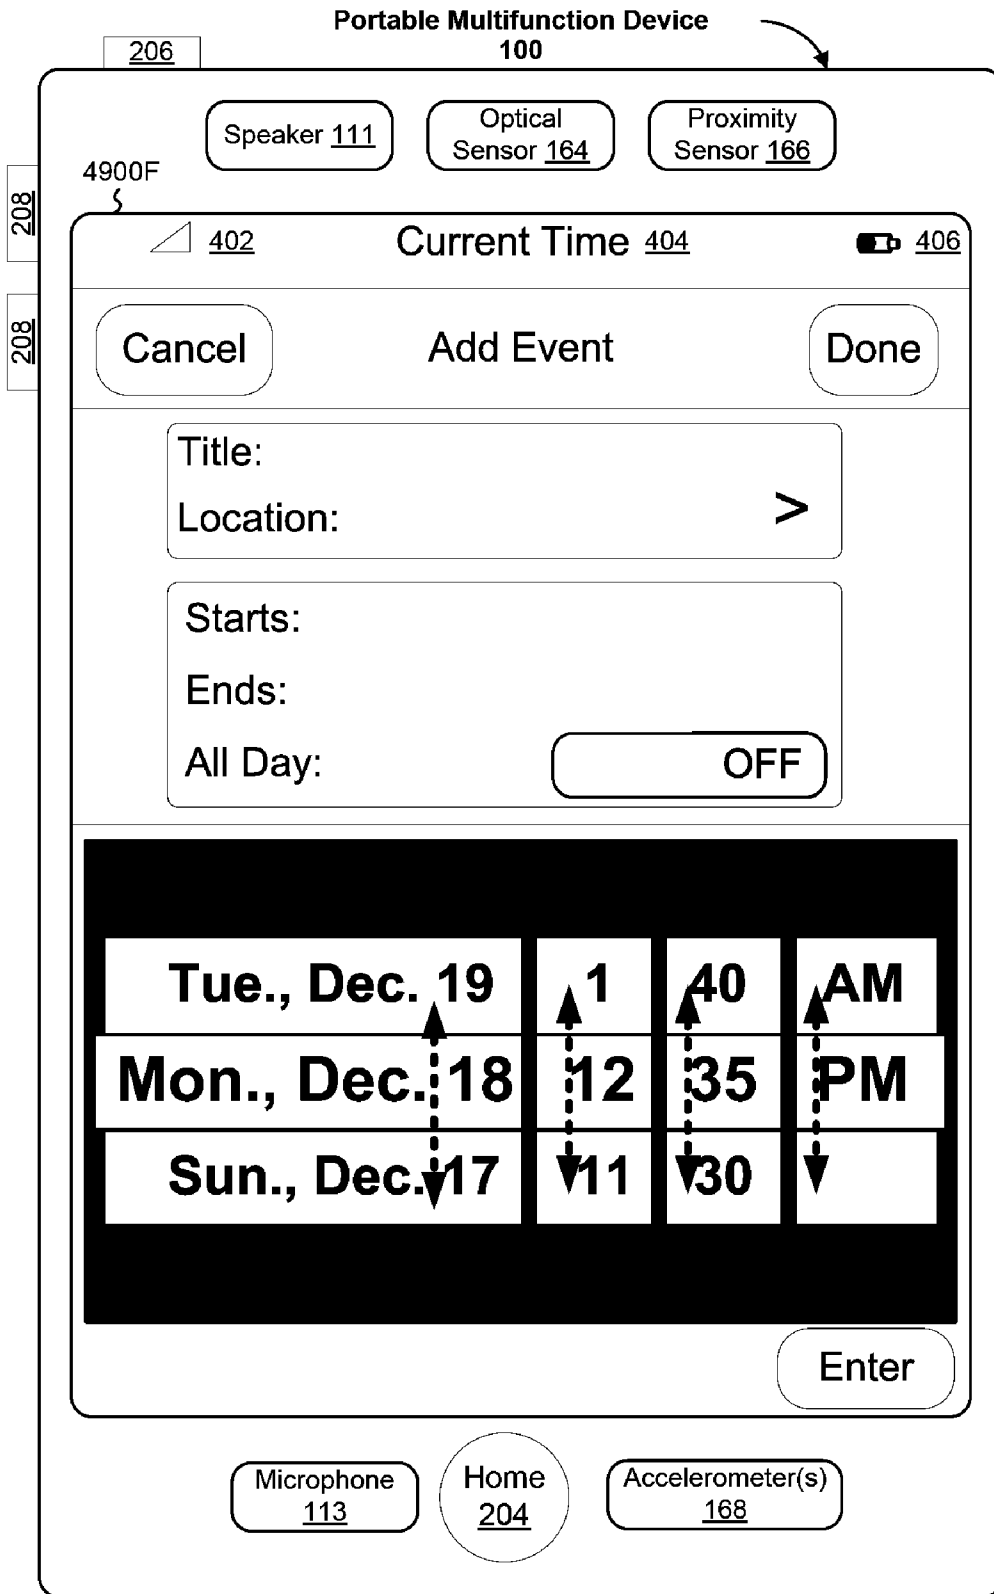 Portable Multifunction Device
100
206
Speaker 111
Optical
Sensor 164
Proximity
Sensor 166
4900F
208
208
402
Current Time 404
406
Cancel
Add Event
Done
Title:
Location:
>
Starts:
Ends:
All Day:
OFF
Tue., Dec. 19 1 40 AM
Mon., Dec. 18 12 35 PM
Sun., Dec. 17 11 30
Enter
Microphone
113
Home
204
Accelerometer(s)
168